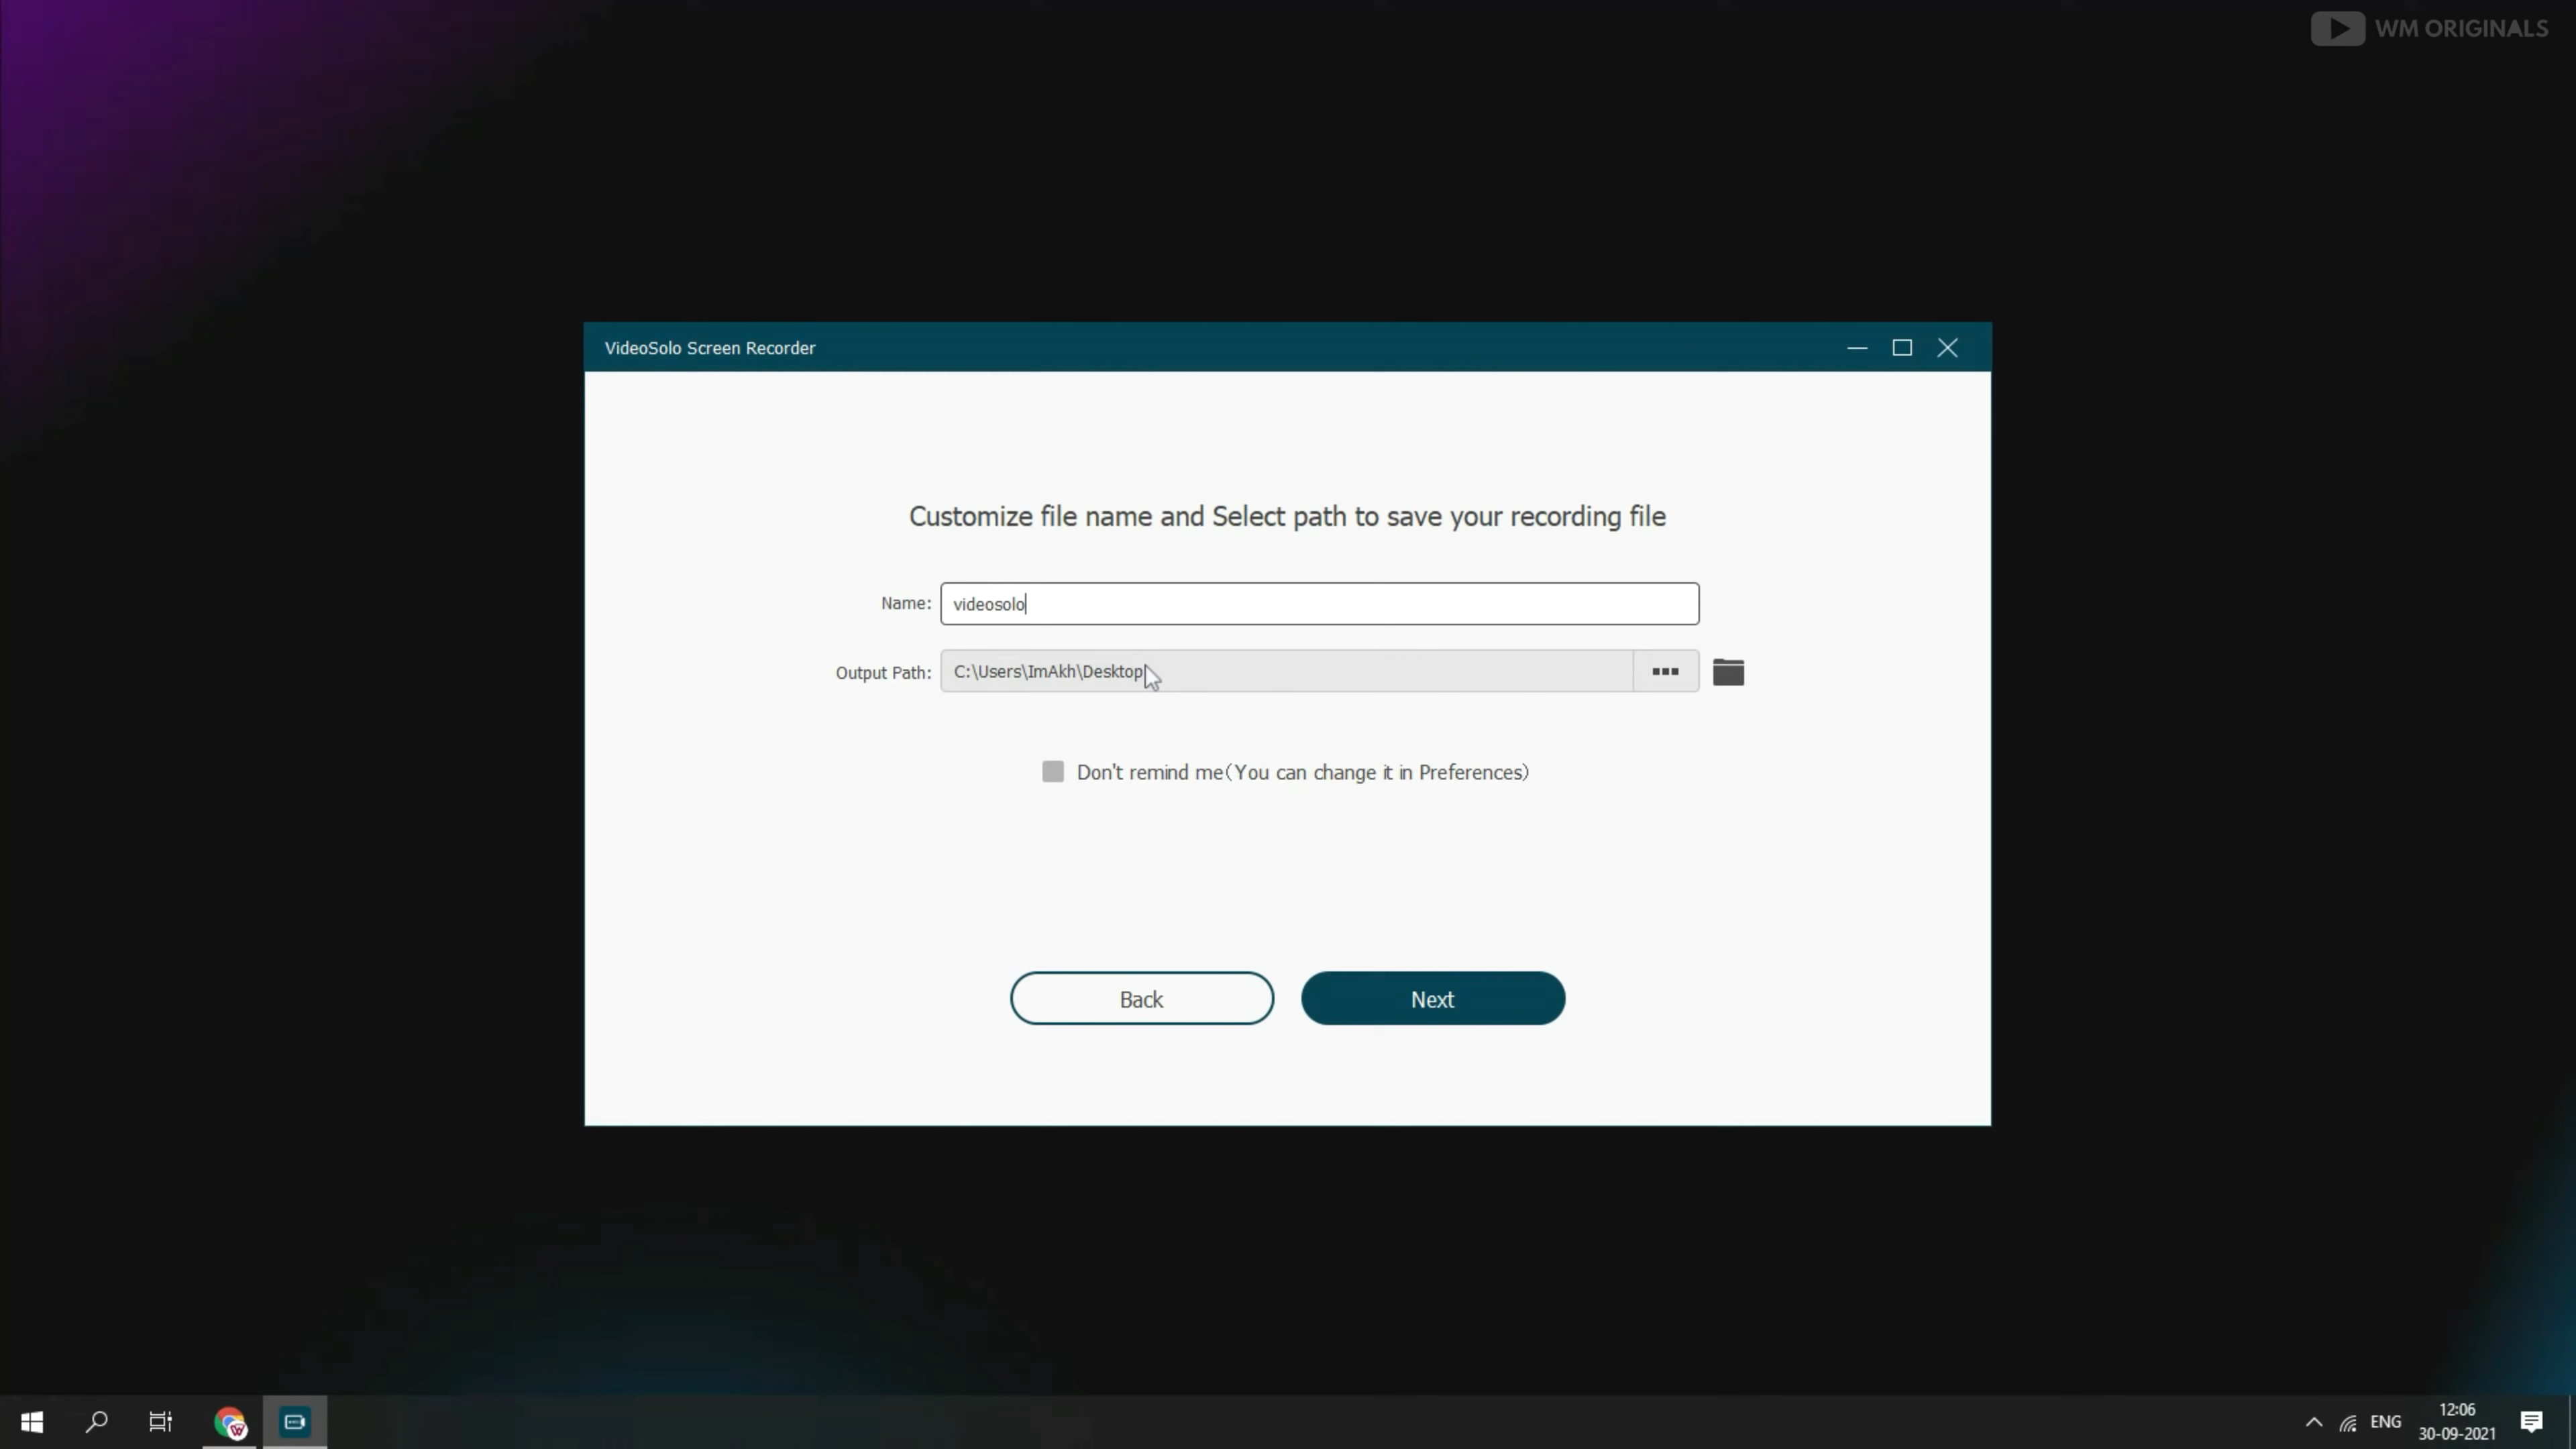 WM ORIGINALS
VideoSolo Screen Recorder
Customize file name and Select path to save your recording file
Name: videosolo
Output Path: C:\Users\ImAkh\Desktop
Don't remind me(You can change it in Preferences)
Back Next
ENG
12:06
30-09-2021